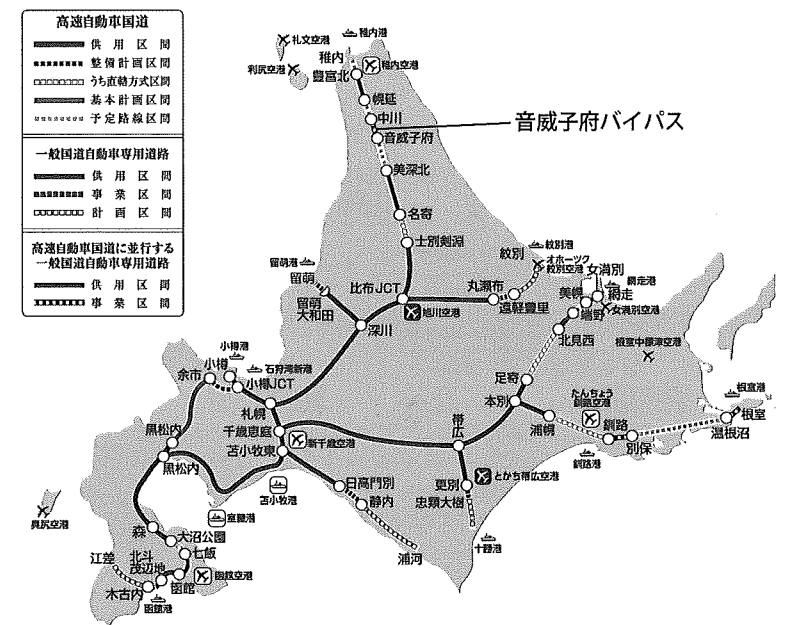 高速自動車国道
供用区間
整備計画区間
うち直轄方式区間
基本計画区間
予定路線区間
一般国道自動車専用道路
供用区間
事業区間
計画区間
高速自動車国道に並行する
一般国道自動車専用道路
供用区間
事業区間
礼文空港
稚内港
利尻空港
稚内
稚内空港
豊富北
幌延
中川
音威子府バイパス
音威子府
美深北
名寄
士別剣淵
紋別
紋別港
オホーツク
紋別空港
女満別
網走港
留萌港
留萌
留萌
大和田
比布JCT
丸瀬布
遠軽豊里
美幌
網走
女満別空港
端野
旭川空港
深川
北見西
根室中標津空港
小樽港
小樽
石狩湾新港
余市
小樽JCT
足寄
札幌
本別
たんちょう
釧路空港
根室港
根室
温根沼
浦幌
釧路
別保
釧路港
千歳恵庭
新千歳空港
帯広
黒松内
苫小牧東
黒松内
日高門別
更別
とかち帯広空港
苫小牧港
静内
忠類大樹
室蘭港
奥尻空港
十勝港
浦河
森
大沼公園
江差
北斗
七飯
茂辺地
函館
函館空港
木古内
函館港